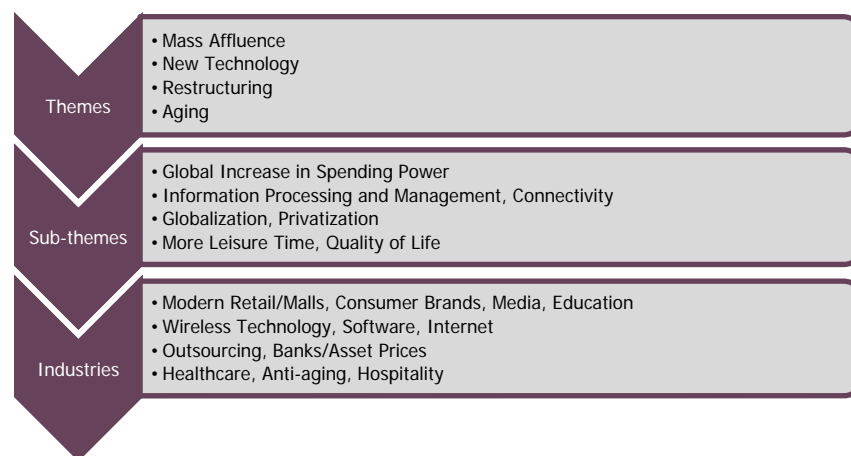 Themes
• Mass Affluence
• New Technology
• Restructuring
• Aging
Sub-themes
• Global Increase in Spending Power
• Information Processing and Management, Connectivity
• Globalization, Privatization
• More Leisure Time, Quality of Life
Industries
• Modern Retail/Malls, Consumer Brands, Media, Education
• Wireless Technology, Software, Internet
• Outsourcing, Banks/Asset Prices
• Healthcare, Anti-aging, Hospitality